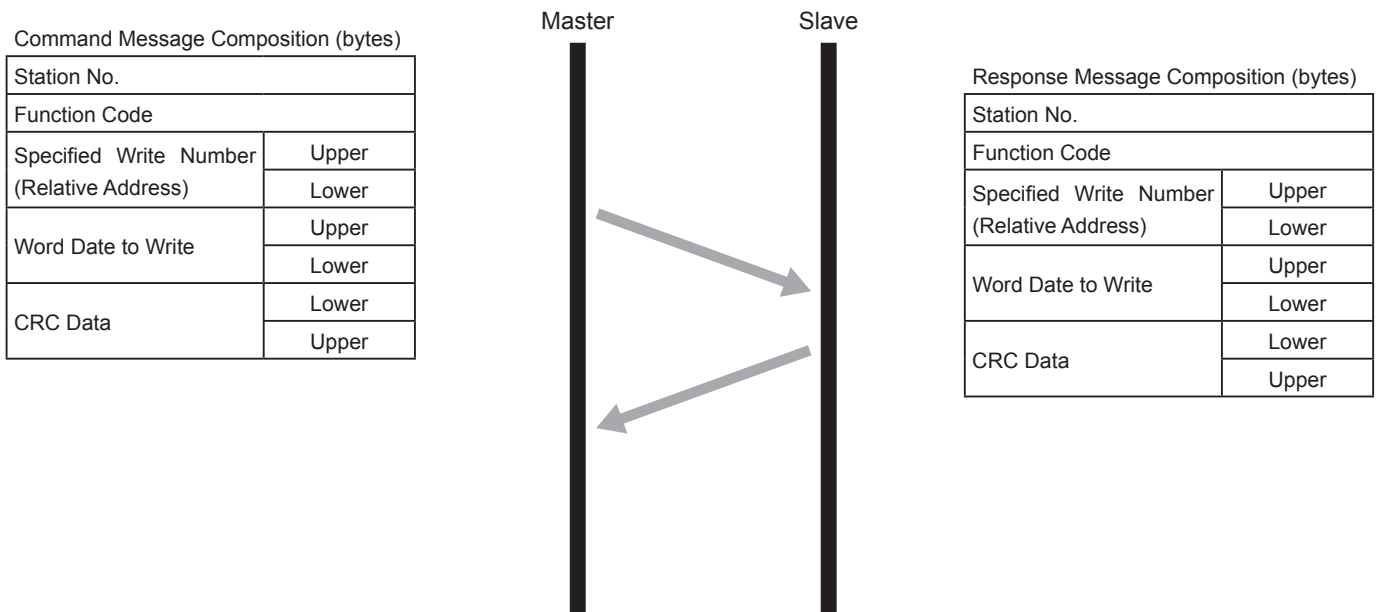 Master
Slave
Command Message Composition (bytes)
Station No.
Function Code
Specified Write Number
(Relative Address)
Upper
Lower
Word Date to Write
Upper
Lower
CRC Data
Lower
Upper
Response Message Composition (bytes)
Station No.
Function Code
Specified Write Number
(Relative Address)
Upper
Lower
Word Date to Write
Upper
Lower
CRC Data
Lower
Upper